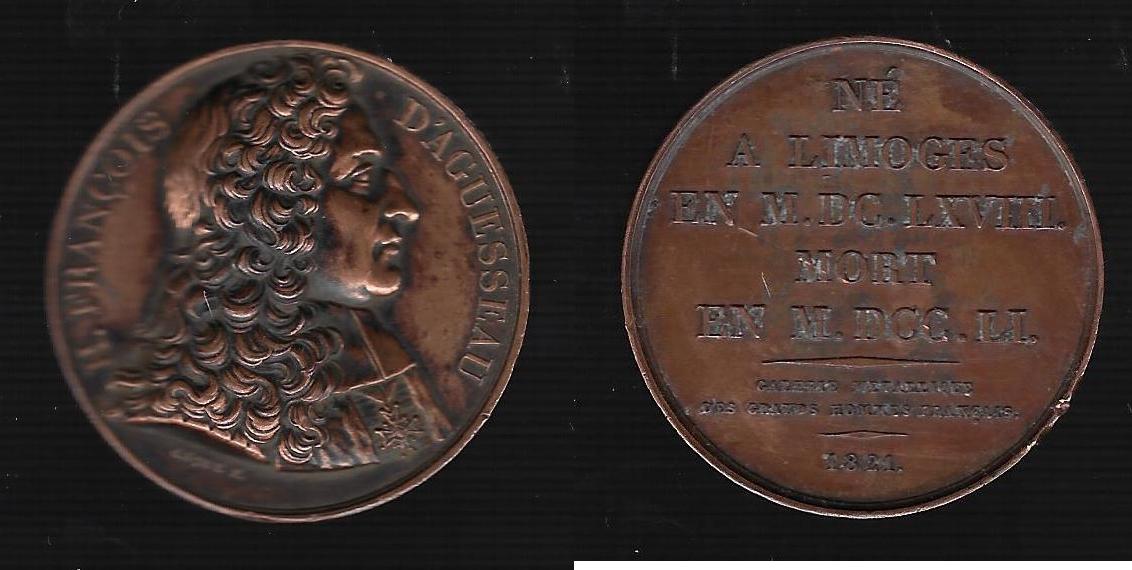 H. FRANÇOIS D'AGUESSEAU
NÉ
A LIMOGES
EN M.DC.LXVIII.
MORT
EN M.DCC.LI.
GALERIE METALLIQUE
DES GRANDS HOMMES FRANÇAIS.
1821.